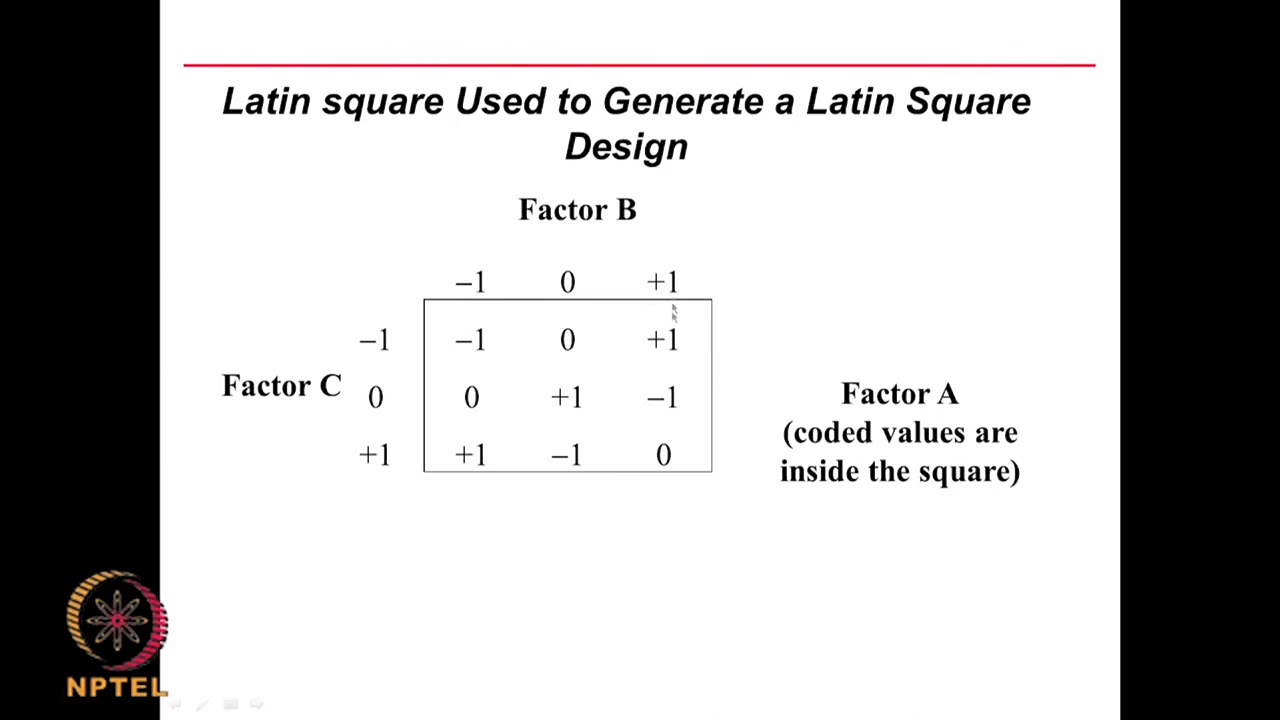 Latin square Used to Generate a Latin Square
Design
Factor B
–1 0 +1
–1 –1 0 +1
Factor C 0 0 +1 –1
+1 +1 –1 0
Factor A
(coded values are
inside the square)
NPTEL